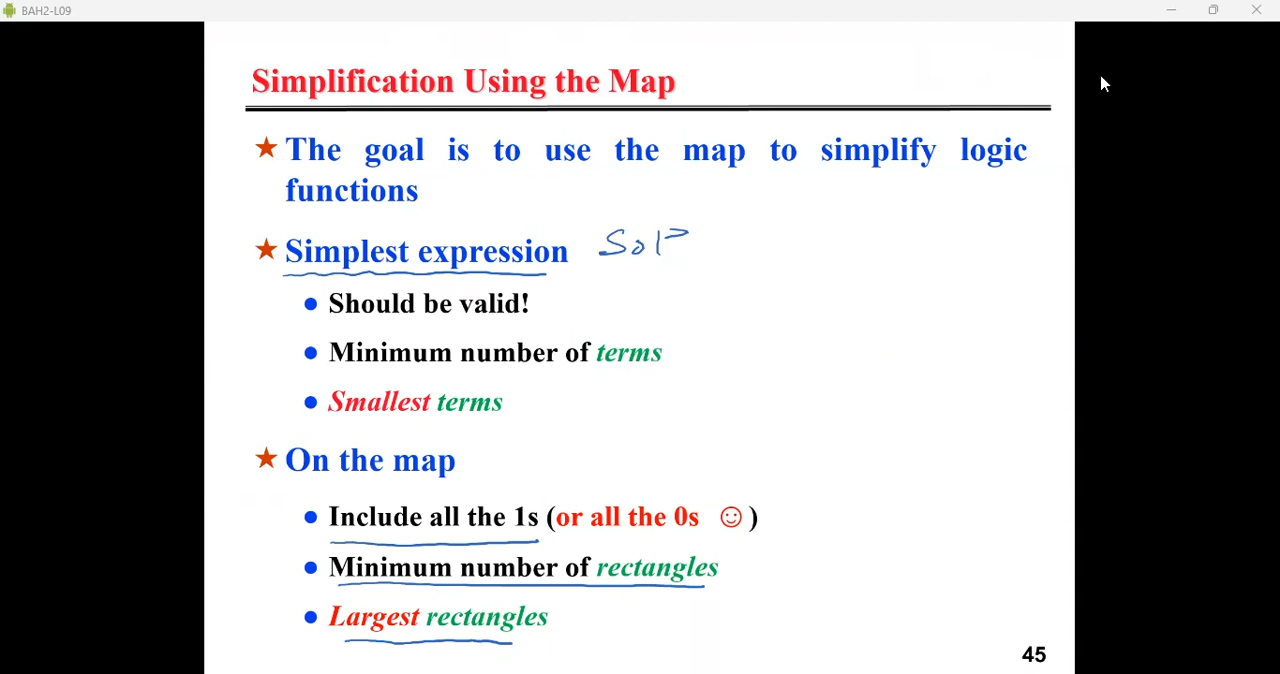 BAH2-L09
Simplification Using the Map
The goal is to use the map to simplify logic
functions
Simplest expression SOP
Should be valid!
Minimum number of terms
Smallest terms
On the map
Include all the 1s (or all the 0s ☺)
Minimum number of rectangles
Largest rectangles
45